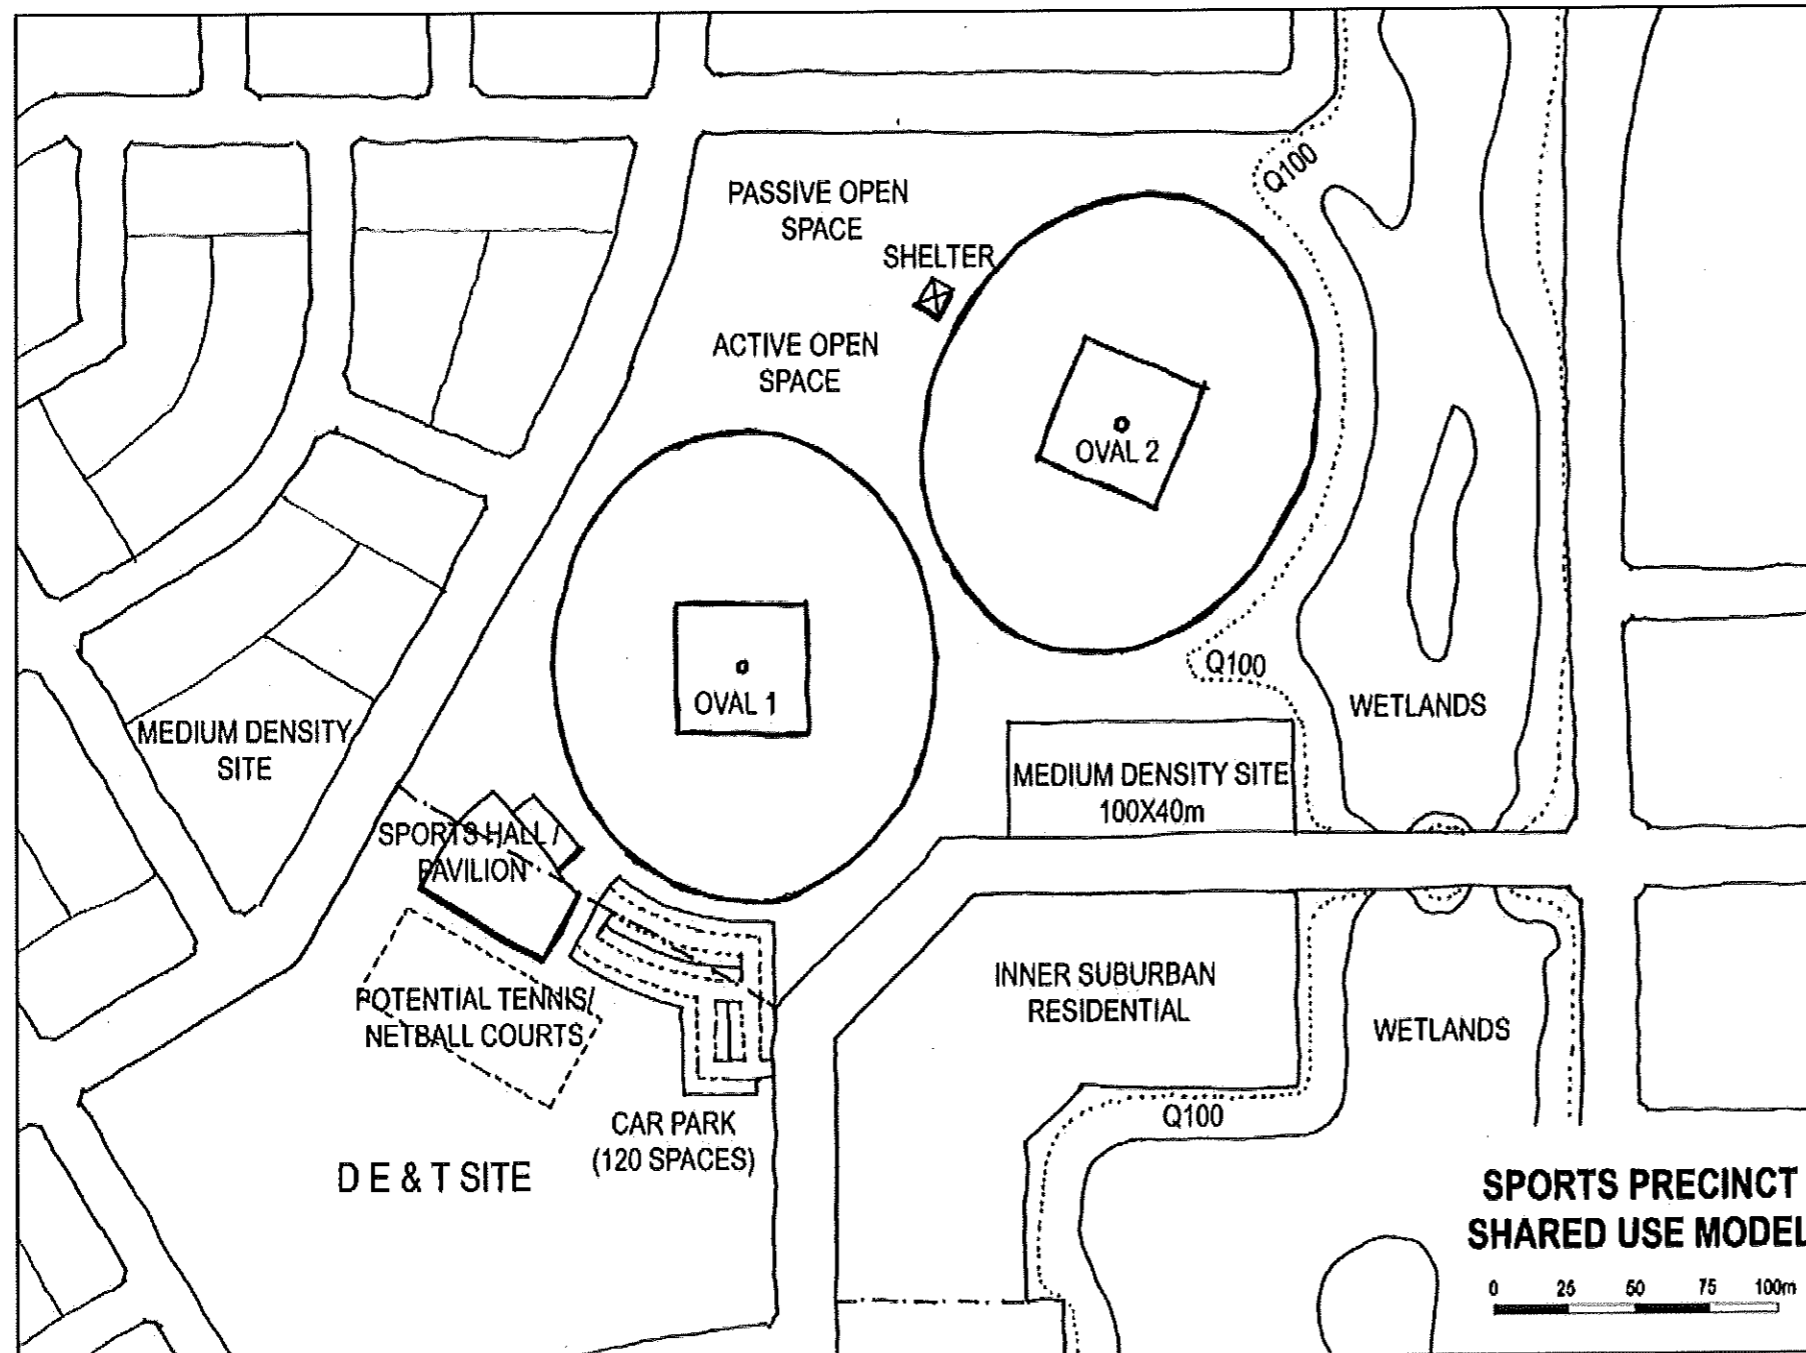 Q100
PASSIVE OPEN
SPACE
SHELTER
ACTIVE OPEN
SPACE
OVAL 2
Q100
OVAL 1
WETLANDS
MEDIUM DENSITY
SITE
MEDIUM DENSITY SITE
100X40m
SPORTS HALL /
PAVILION
INNER SUBURBAN
RESIDENTIAL
POTENTIAL TENNIS/
NETBALL COURTS
WETLANDS
Q100
CAR PARK
(120 SPACES)
D E & T SITE
SPORTS PRECINCT
SHARED USE MODEL
0 25 50 75 100m